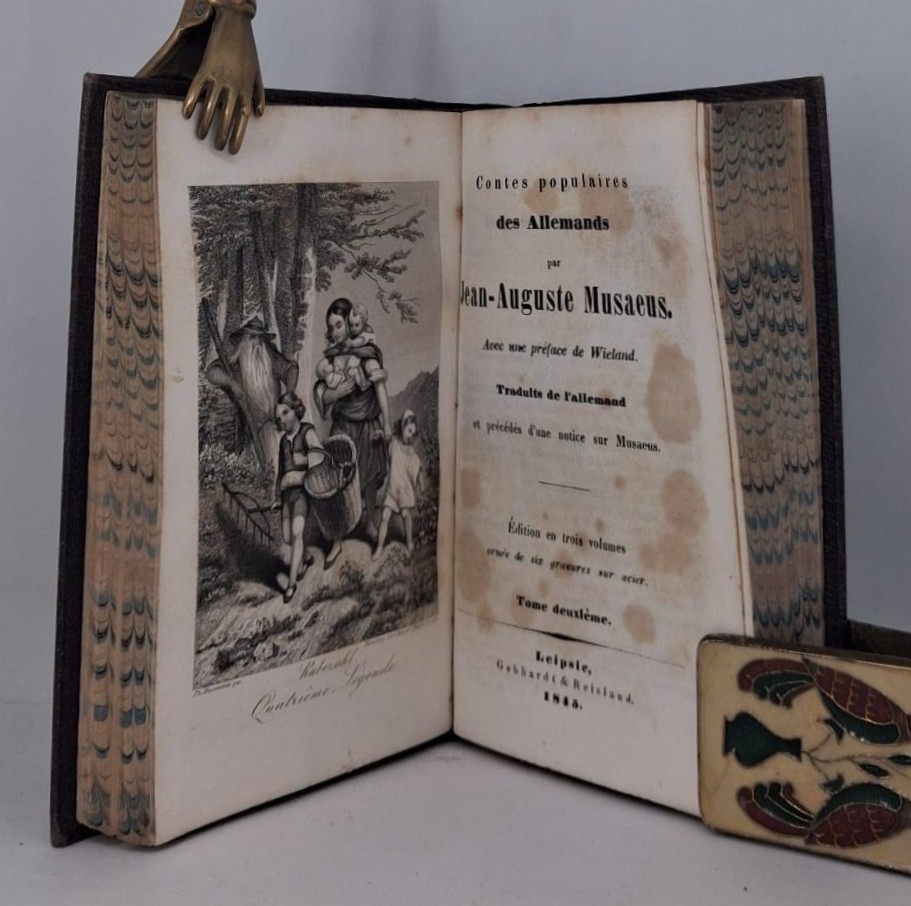 Rubezahl
Quatrième Légende
Contes populaires
des Allemands
par
Jean-Auguste Musaeus.
Avec une préface de Wieland.
Traduits de l'allemand
et précédés d'une notice sur Musaeus.
Édition en trois volumes
ornée de six gravures sur acier.
Tome deuxième.
Leipsic,
Gebhardt & Reisland.
1845.